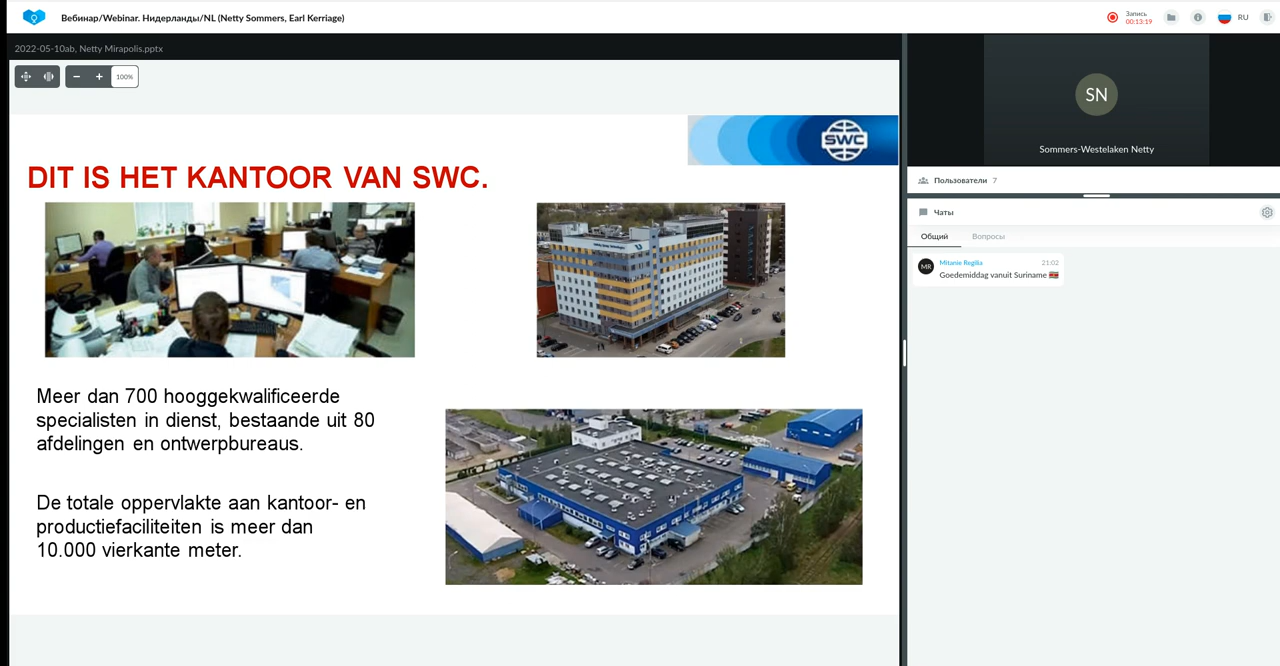 Вебинар/Webinar. Нидерланды/NL (Netty Sommers, Earl Kerriage)
Запись
00:13:19
RU
2022-05-10ab, Netty Mirapolis.pptx
100%
SWC
DIT IS HET KANTOOR VAN SWC.
Meer dan 700 hooggekwalificeerde
specialisten in dienst, bestaande uit 80
afdelingen en ontwerpbureaus.
De totale oppervlakte aan kantoor- en
productiefaciliteiten is meer dan
10.000 vierkante meter.
SN
Sommers-Westelaken Netty
Пользователи 7
Чаты
Общий
Вопросы
MR
Mitanie Regilia
21:02
Goedemiddag vanuit Suriname 🇸🇷